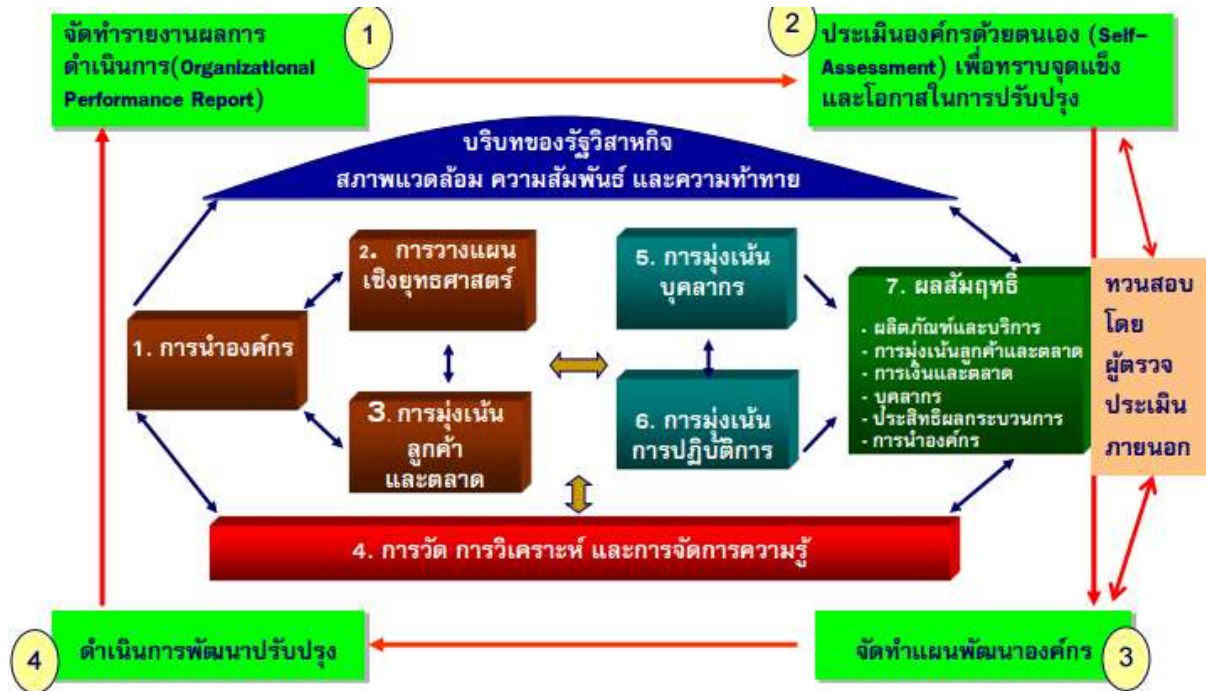 จัดทำรายงานผลการ
ดำเนินการ(Organizational
Performance Report)
1
2
ประเมินองค์กรด้วยตนเอง (Self-
Assessment) เพื่อทราบจุดแข็ง
และโอกาสในการปรับปรุง
บริบทของรัฐวิสาหกิจ
สภาพแวดล้อม ความสัมพันธ์ และความท้าทาย
1. การนำองค์กร
2. การวางแผน
เชิงยุทธศาสตร์
3. การมุ่งเน้น
ลูกค้า
และตลาด
5. การมุ่งเน้น
บุคลากร
6. การมุ่งเน้น
การปฏิบัติการ
7. ผลสัมฤทธิ์
- ผลิตภัณฑ์และบริการ
- การมุ่งเน้นลูกค้าและตลาด
- การเงินและตลาด
- บุคลากร
- ประสิทธิผลกระบวนการ
- การนำองค์กร
ทวนสอบ
โดย
ผู้ตรวจ
ประเมิน
ภายนอก
4. การวัด การวิเคราะห์ และการจัดการความรู้
4
ดำเนินการพัฒนาปรับปรุง
จัดทำแผนพัฒนาองค์กร
3